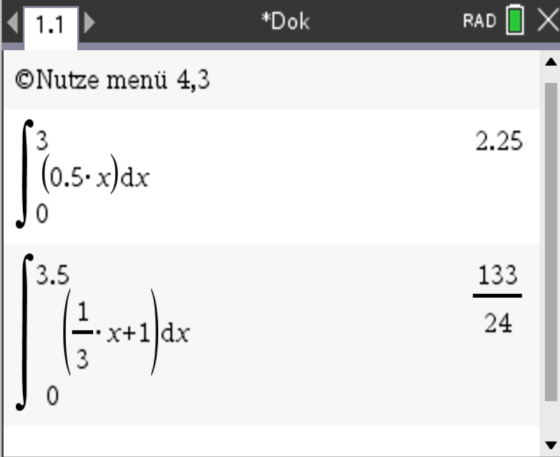 1.1 *Dok RAD
©Nutze menü 4,3
∫₀³ (0.5·x)dx 2.25
∫₀^3.5 (1/3·x+1)dx 133/24